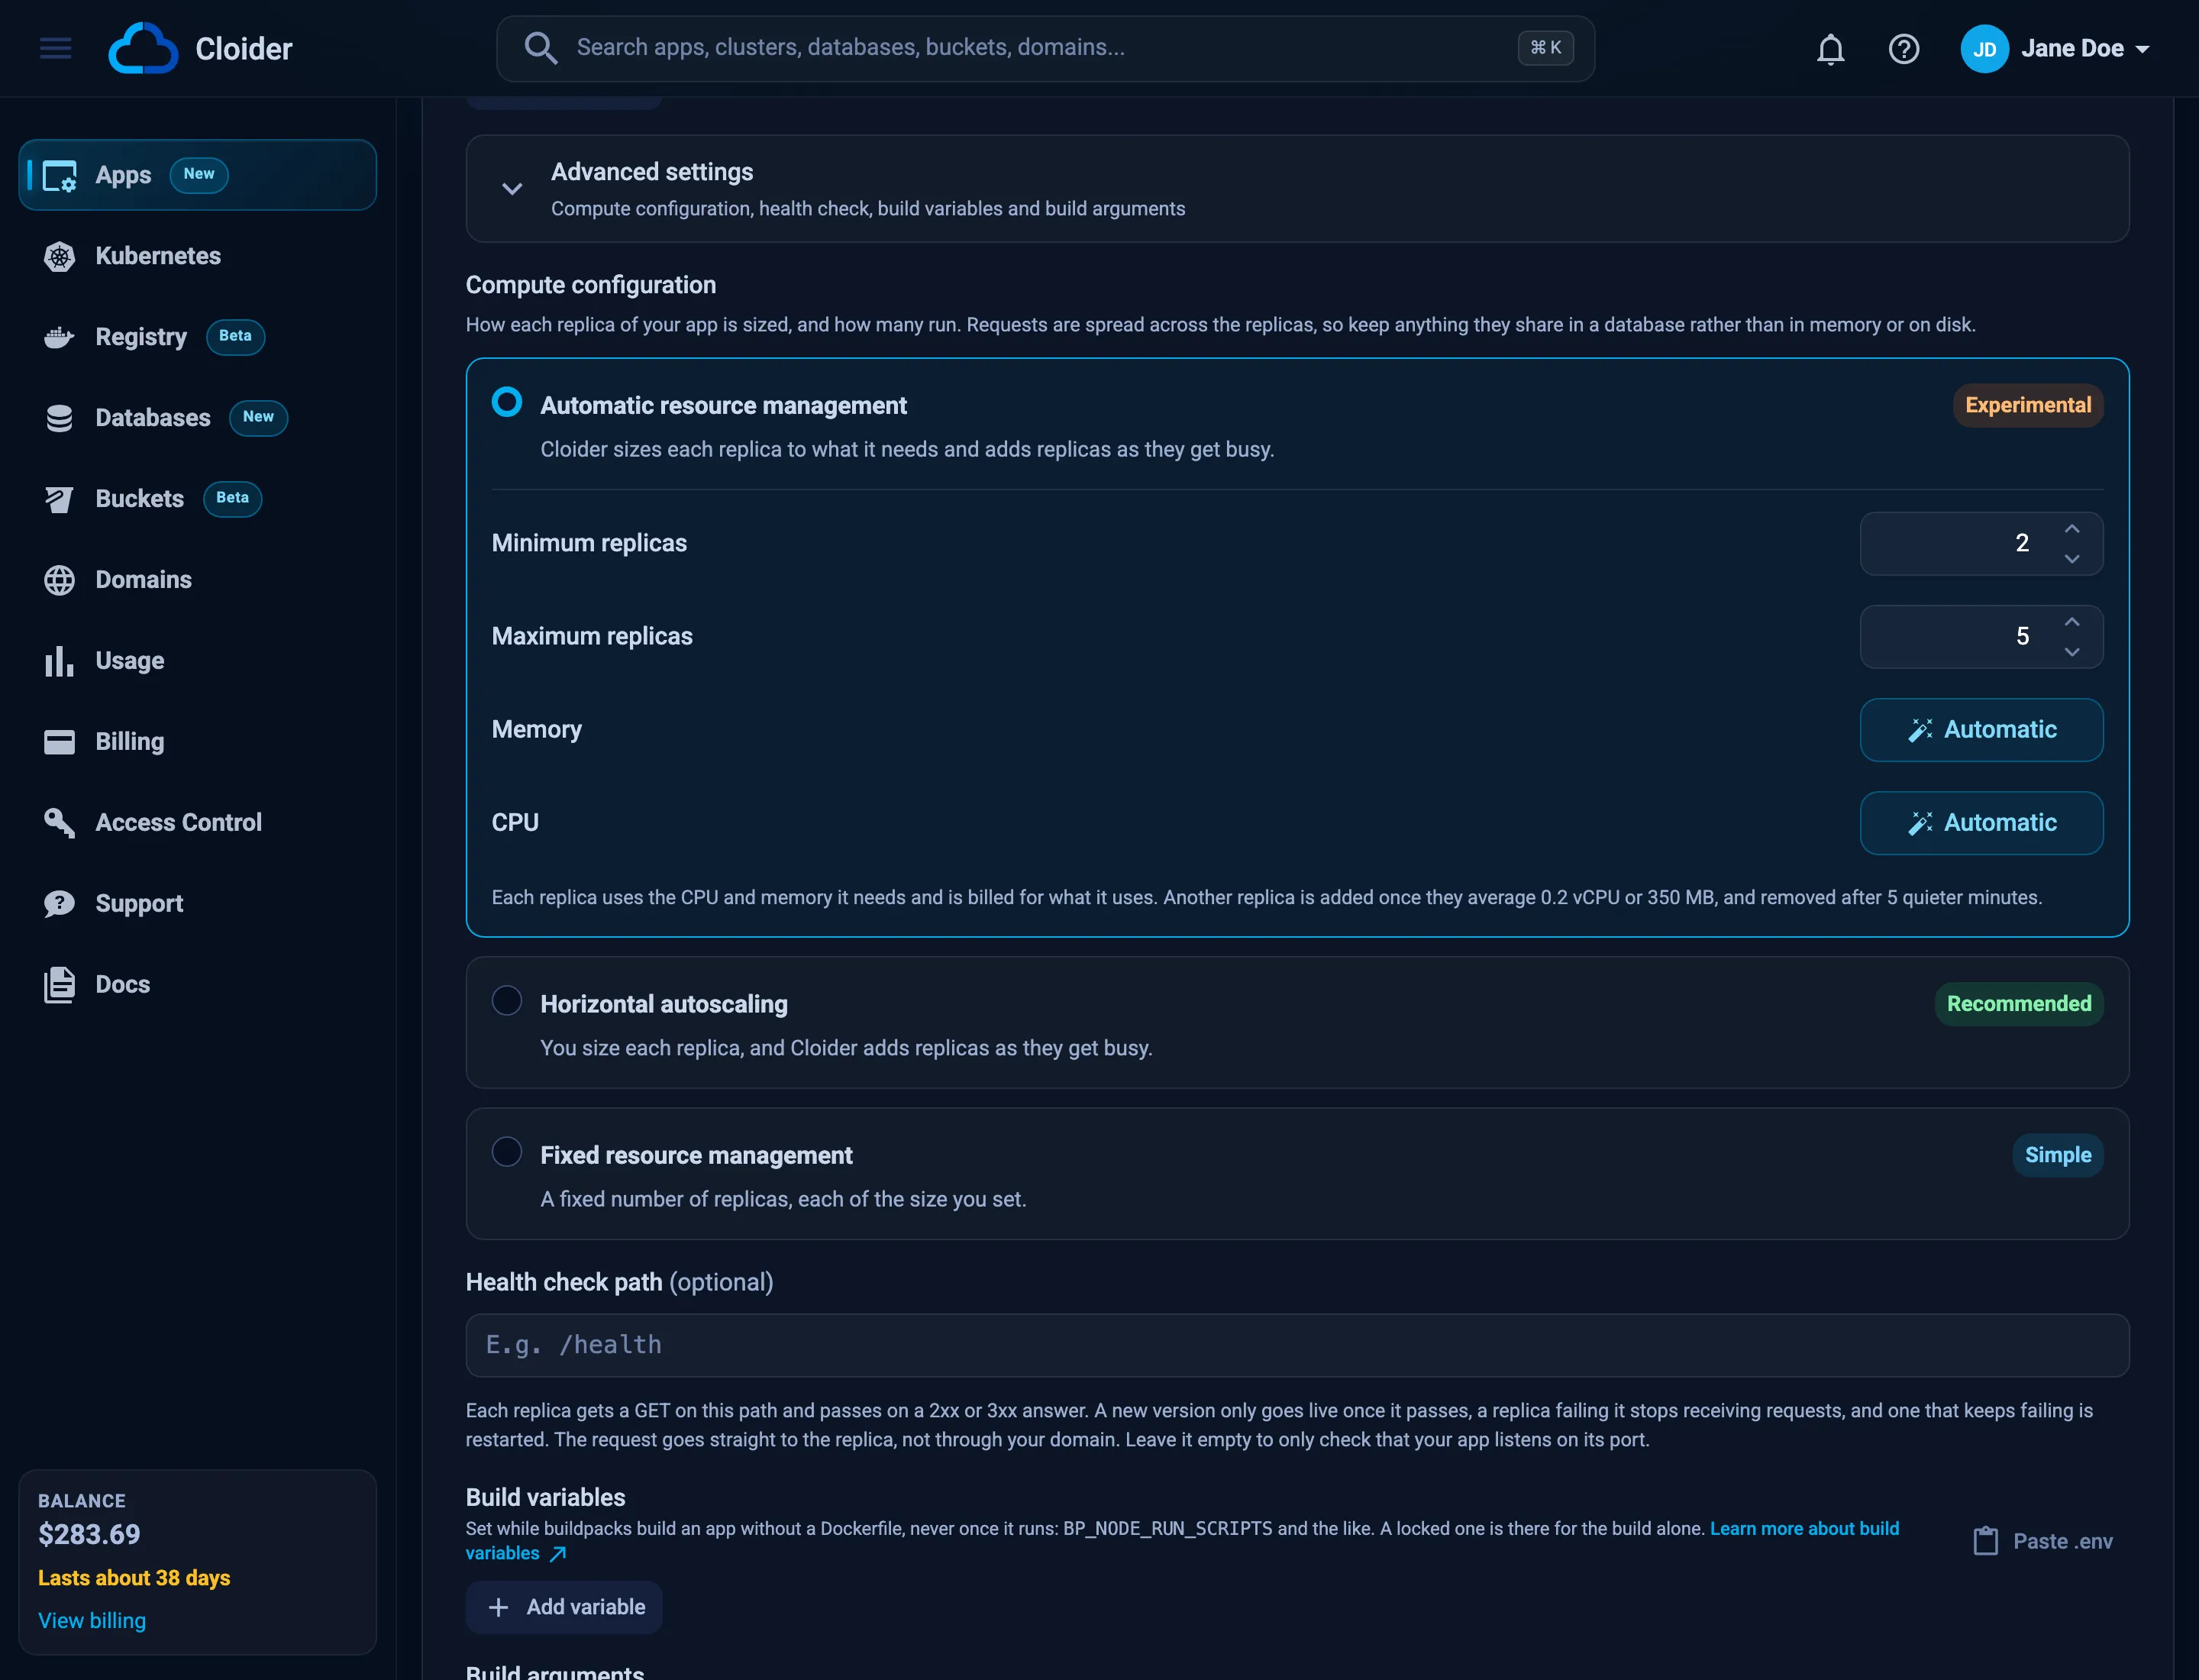 Cloider
Search apps, clusters, databases, buckets, domains...
⌘ K
JD
Jane Doe
Apps
New
Kubernetes
Registry
Beta
Databases
New
Buckets
Beta
Domains
Usage
Billing
Access Control
Support
Docs
BALANCE
$283.69
Lasts about 38 days
View billing
Advanced settings
Compute configuration, health check, build variables and build arguments
Compute configuration
How each replica of your app is sized, and how many run. Requests are spread across the replicas, so keep anything they share in a database rather than in memory or on disk.
Automatic resource management
Experimental
Cloider sizes each replica to what it needs and adds replicas as they get busy.
Minimum replicas
2
Maximum replicas
5
Memory
Automatic
CPU
Automatic
Each replica uses the CPU and memory it needs and is billed for what it uses. Another replica is added once they average 0.2 vCPU or 350 MB, and removed after 5 quieter minutes.
Horizontal autoscaling
Recommended
You size each replica, and Cloider adds replicas as they get busy.
Fixed resource management
Simple
A fixed number of replicas, each of the size you set.
Health check path (optional)
E.g. /health
Each replica gets a GET on this path and passes on a 2xx or 3xx answer. A new version only goes live once it passes, a replica failing it stops receiving requests, and one that keeps failing is
restarted. The request goes straight to the replica, not through your domain. Leave it empty to only check that your app listens on its port.
Build variables
Set while buildpacks build an app without a Dockerfile, never once it runs: BP_NODE_RUN_SCRIPTS and the like. A locked one is there for the build alone. Learn more about build
variables
Paste .env
Add variable
Build arguments